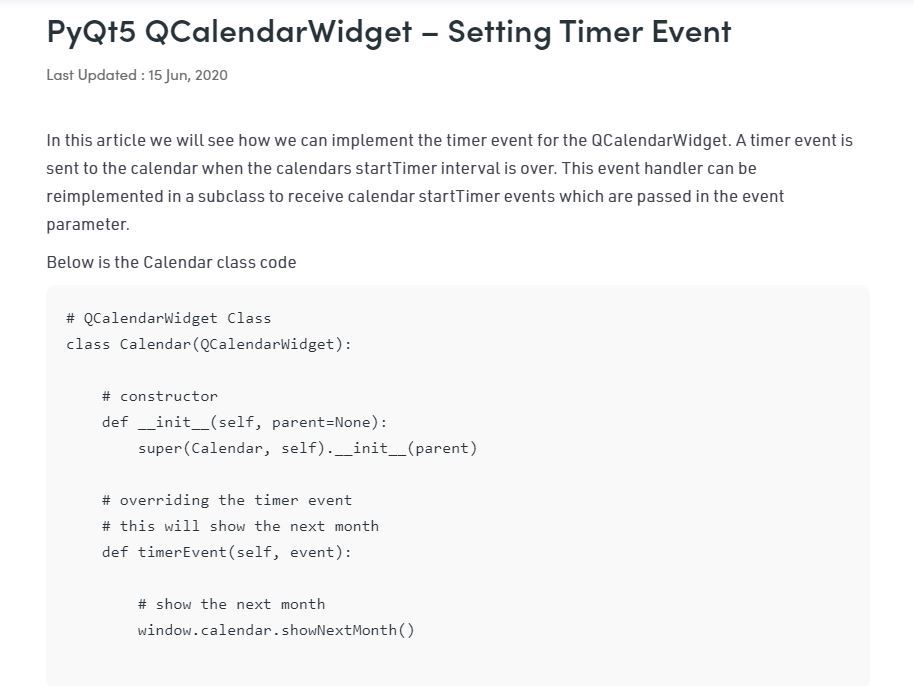 PyQt5 QCalendarWidget – Setting Timer Event
Last Updated : 15 Jun, 2020
In this article we will see how we can implement the timer event for the QCalendarWidget. A timer event is
sent to the calendar when the calendars startTimer interval is over. This event handler can be
reimplemented in a subclass to receive calendar startTimer events which are passed in the event
parameter.
Below is the Calendar class code
# QCalendarWidget Class
class Calendar(QCalendarWidget):
    # constructor
    def __init__(self, parent=None):
        super(Calendar, self).__init__(parent)
    # overriding the timer event
    # this will show the next month
    def timerEvent(self, event):
        # show the next month
        window.calendar.showNextMonth()